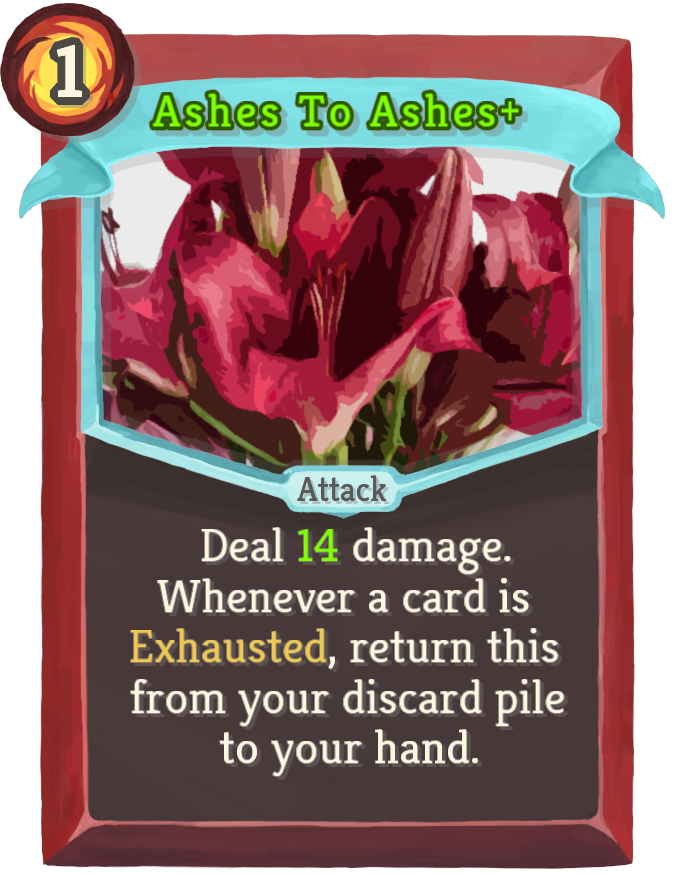 1
Ashes To Ashes+
Attack
Deal 14 damage.
Whenever a card is
Exhausted, return this
from your discard pile
to your hand.